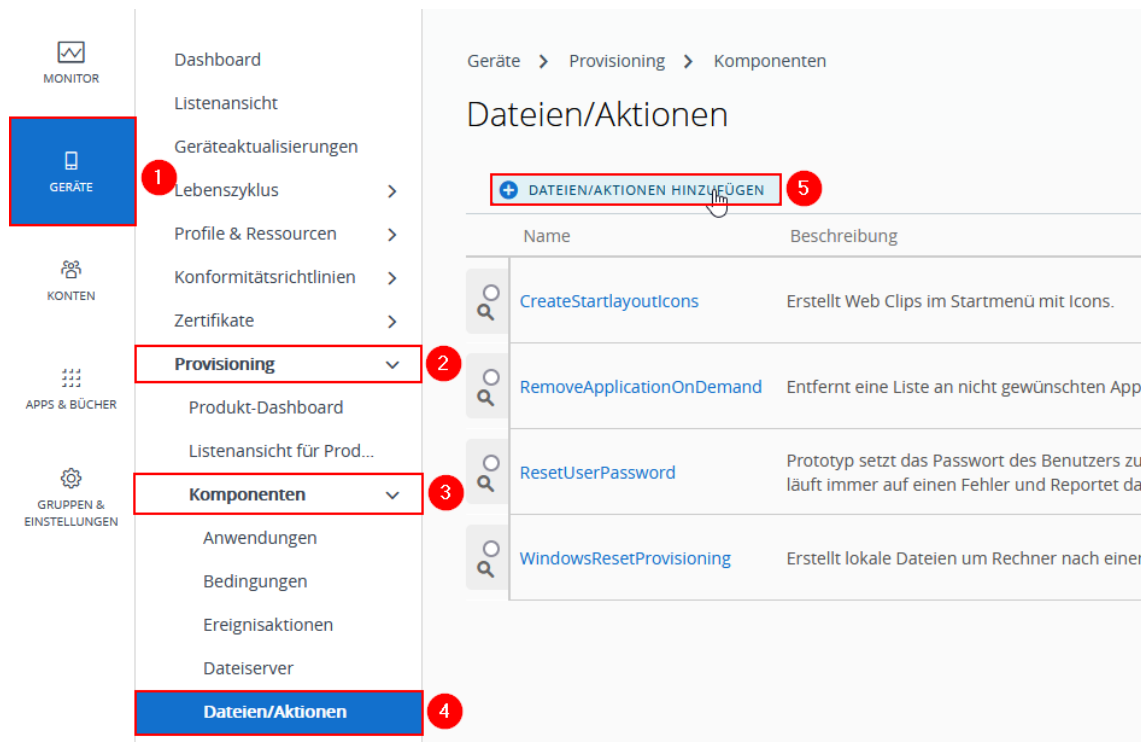 MONITOR
GERÄTE
1
KONTEN
APPS & BÜCHER
GRUPPEN &
EINSTELLUNGEN
Dashboard
Listenansicht
Geräteaktualisierungen
Lebenszyklus
Profile & Ressourcen
Konformitätsrichtlinien
Zertifikate
Provisioning
2
Produkt-Dashboard
Listenansicht für Prod...
Komponenten
3
Anwendungen
Bedingungen
Ereignisaktionen
Dateiserver
Dateien/Aktionen
4
Geräte > Provisioning > Komponenten
Dateien/Aktionen
DATEIEN/AKTIONEN HINZUFÜGEN
5
Name Beschreibung
CreateStartlayoutIcons Erstellt Web Clips im Startmenü mit Icons.
RemoveApplicationOnDemand Entfernt eine Liste an nicht gewünschten App
ResetUserPassword Prototyp setzt das Passwort des Benutzers zu
läuft immer auf einen Fehler und Reportet da
WindowsResetProvisioning Erstellt lokale Dateien um Rechner nach einer